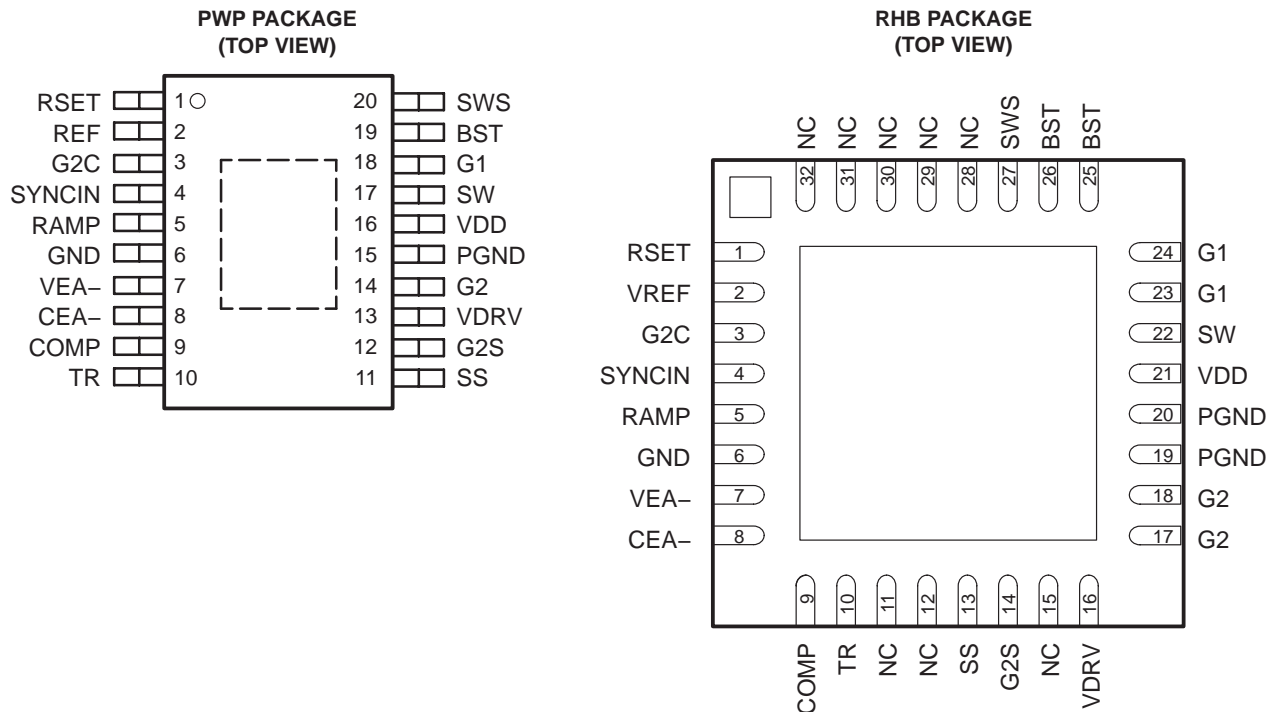 PWP PACKAGE
(TOP VIEW)
RSET 1 20 SWS
REF 2 19 BST
G2C 3 18 G1
SYNCIN 4 17 SW
RAMP 5 16 VDD
GND 6 15 PGND
VEA– 7 14 G2
CEA– 8 13 VDRV
COMP 9 12 G2S
TR 10 11 SS
RHB PACKAGE
(TOP VIEW)
NC NC NC NC NC SWS BST BST
32 31 30 29 28 27 26 25
RSET 1 24 G1
VREF 2 23 G1
G2C 3 22 SW
SYNCIN 4 21 VDD
RAMP 5 20 PGND
GND 6 19 PGND
VEA– 7 18 G2
CEA– 8 17 G2
9 10 11 12 13 14 15 16
COMP TR NC NC SS G2S NC VDRV